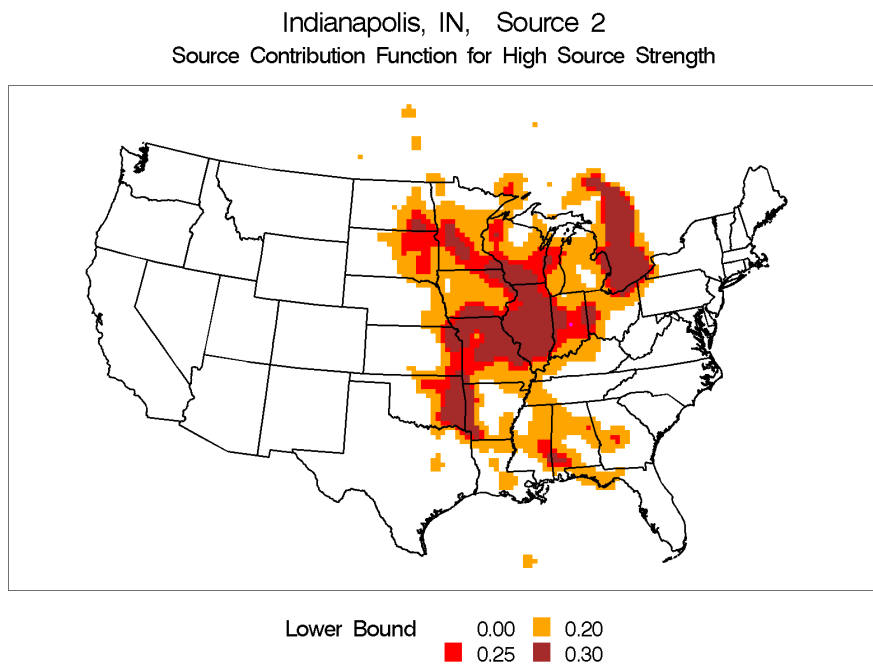 Indianapolis, IN, Source 2
Source Contribution Function for High Source Strength
Lower Bound 0.00 0.20
0.25 0.30